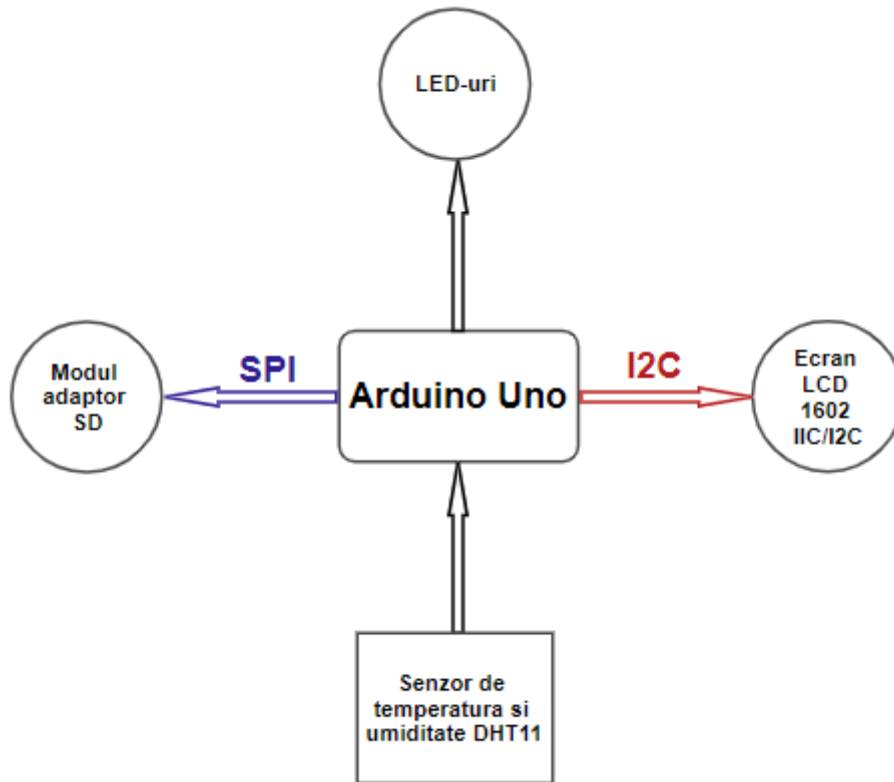 LED-uri
SPI
I2C
Modul
adaptor
SD
Arduino Uno
Ecran
LCD
1602
IIC/I2C
Senzor de
temperatura si
umiditate DHT11